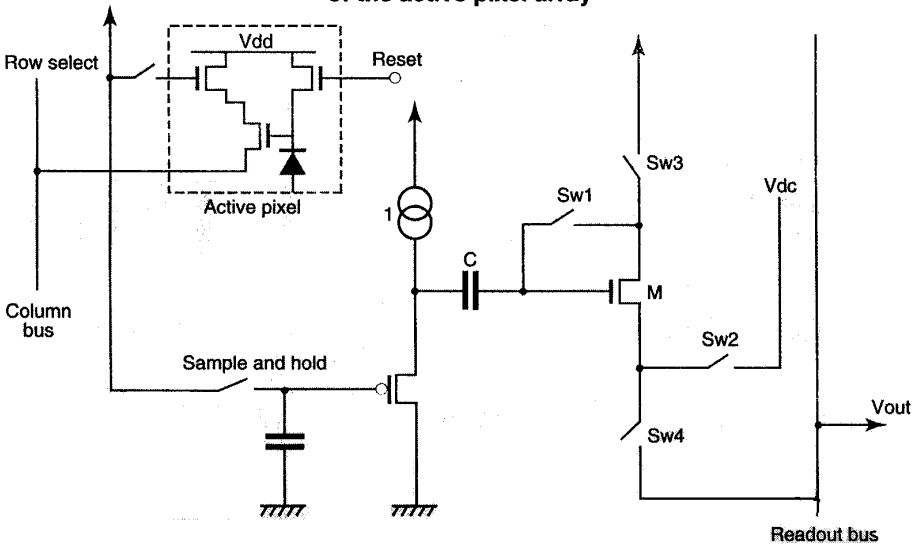 of the active pixel array
Vdd
Row select
Reset
Active pixel
Sw3
Vdc
Sw1
1
C
M
Column
bus
Sw2
Sample and hold
Vout
Sw4
Readout bus